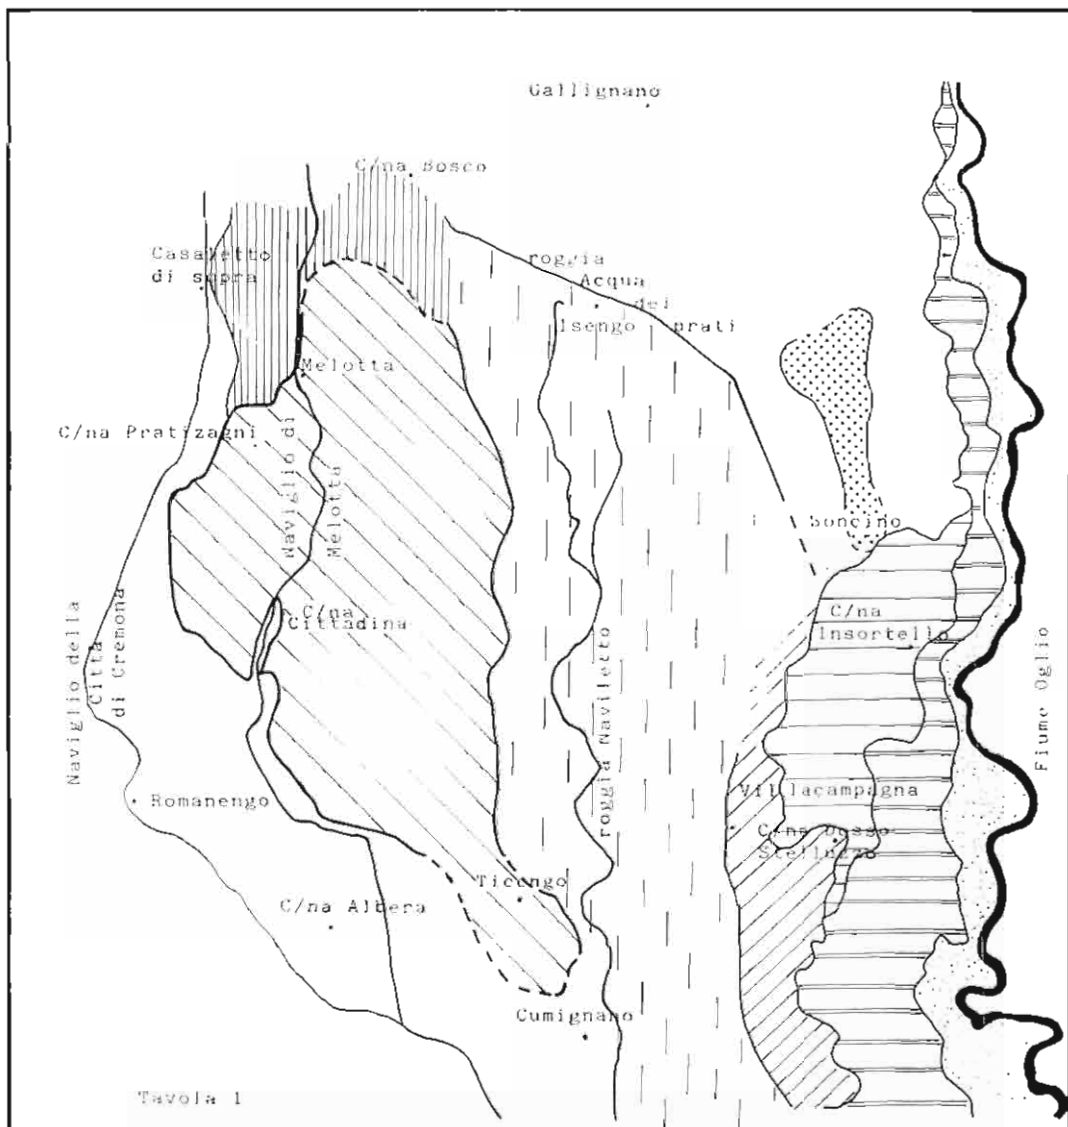 Gallignano
C/na Bosco
Casaletto
di sopra
roggia
Acqua
dei
Isengo prati
Melotta
C/na Pratizagni
Naviglio di
Melotta
Soncino
C/na
Cittadina
C/na
Insortello
Naviglio della
Città
di Cremona
roggia Naviletto
Fiume Oglio
Romanengo
Villacampagna
C/na Dosso
Stelluzzo
Ticengo
C/na Albera
Cumignano
Tavola 1